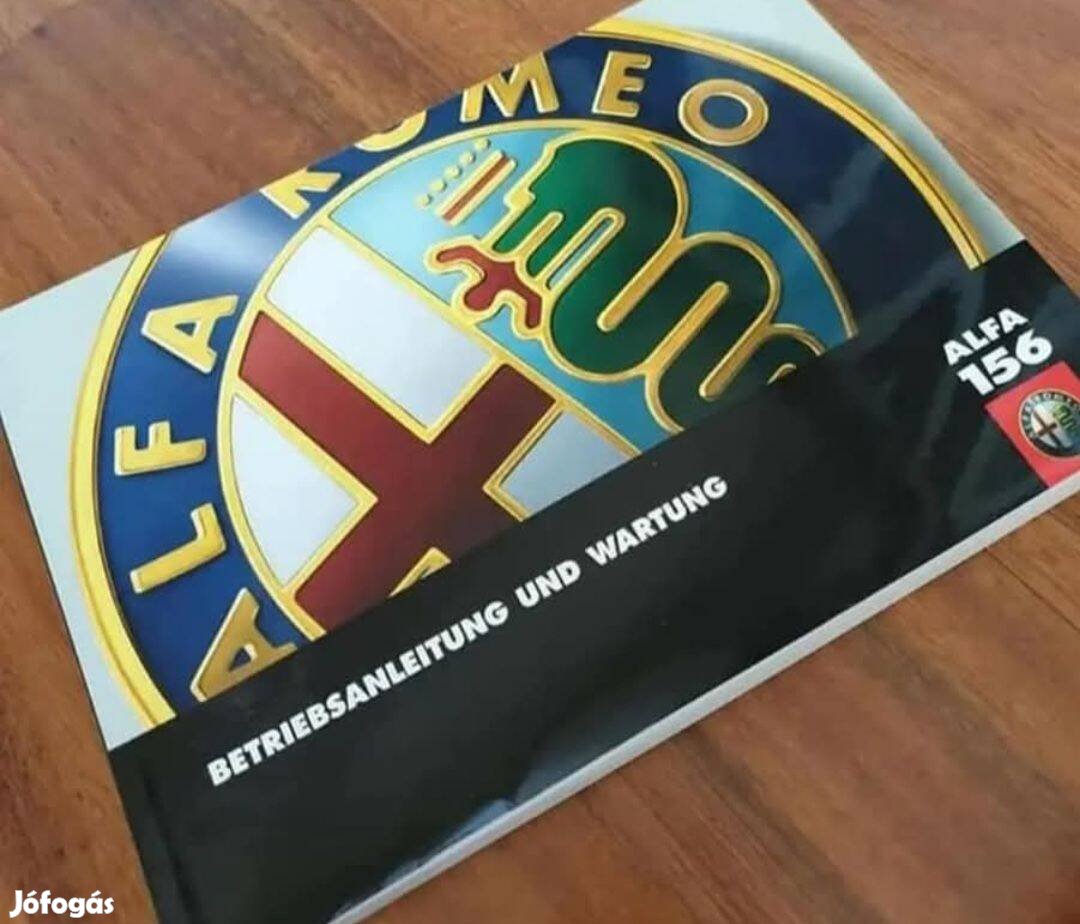 ALFA ROMEO
ALFA
156
BETRIEBSANLEITUNG UND WARTUNG
Jófogás